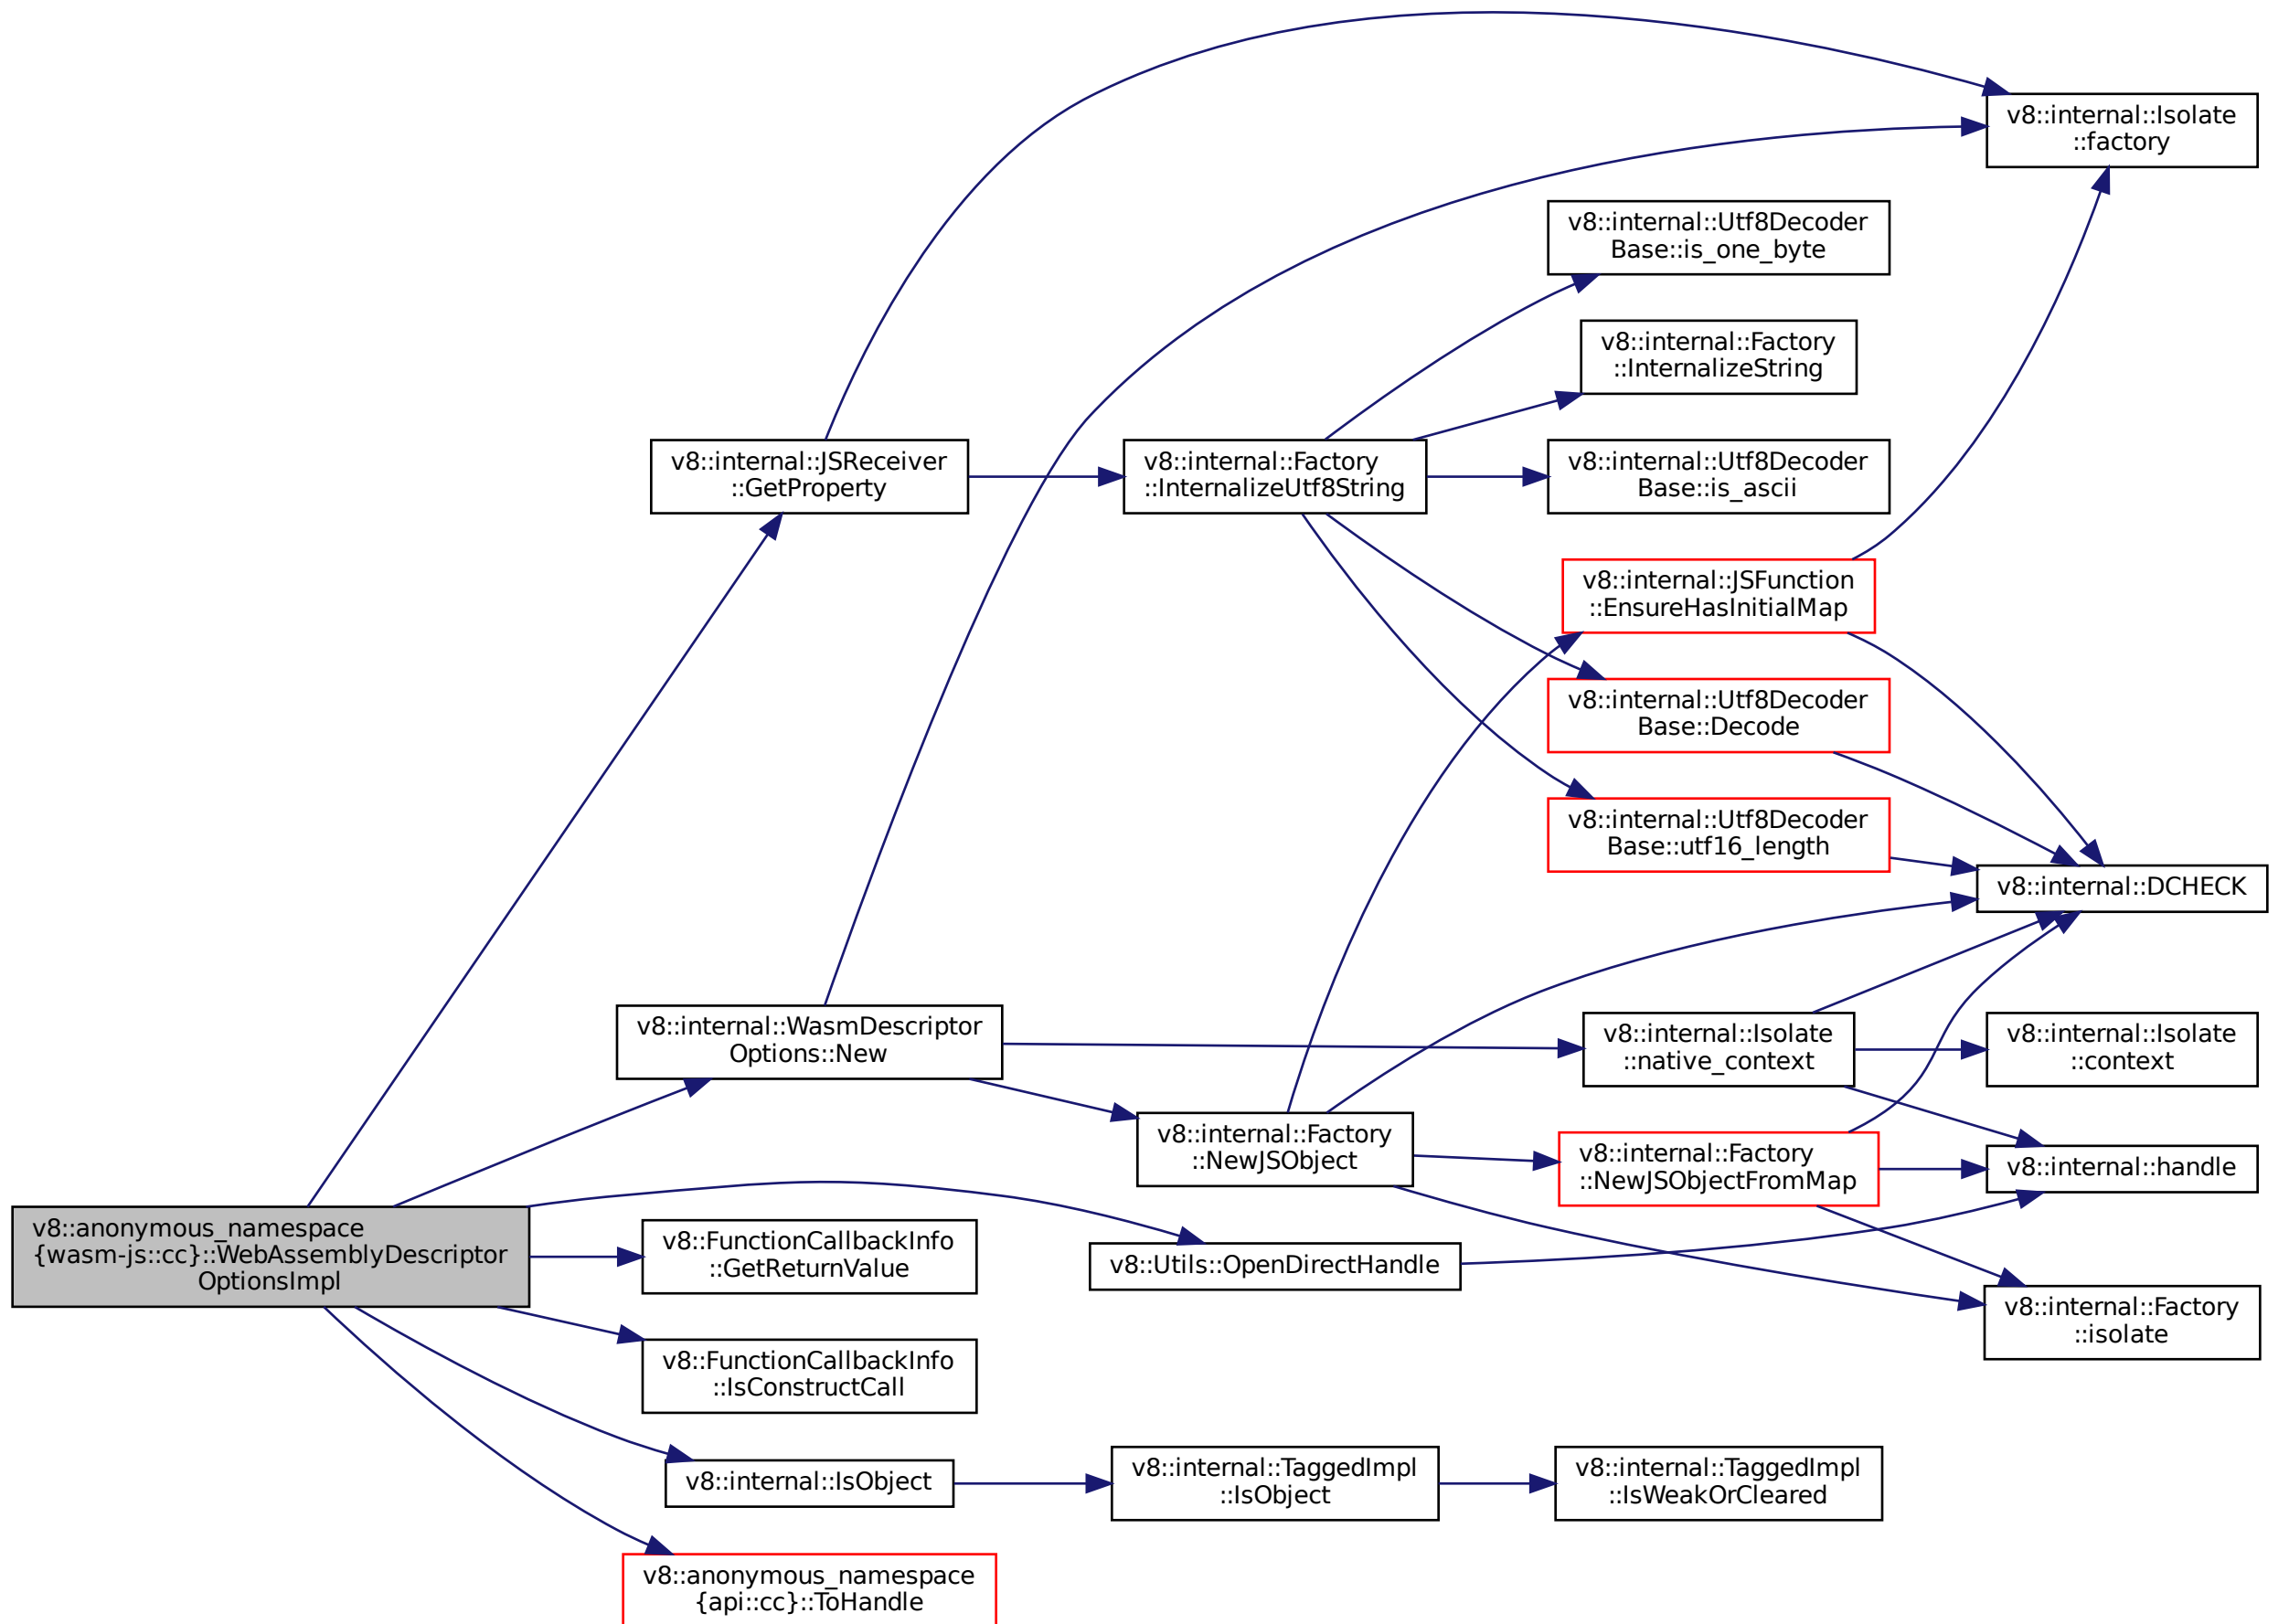 v8::internal::Isolate
::factory
v8::internal::Utf8Decoder
Base::is_one_byte
v8::internal::Factory
::InternalizeString
v8::internal::JSReceiver
::GetProperty
v8::internal::Factory
::InternalizeUtf8String
v8::internal::Utf8Decoder
Base::is_ascii
v8::internal::JSFunction
::EnsureHasInitialMap
v8::internal::Utf8Decoder
Base::Decode
v8::internal::Utf8Decoder
Base::utf16_length
v8::internal::DCHECK
v8::internal::WasmDescriptor
Options::New
v8::internal::Isolate
::native_context
v8::internal::Isolate
::context
v8::internal::Factory
::NewJSObject
v8::internal::Factory
::NewJSObjectFromMap
v8::internal::handle
v8::anonymous_namespace
{wasm-js::cc}::WebAssemblyDescriptor
OptionsImpl
v8::FunctionCallbackInfo
::GetReturnValue
v8::Utils::OpenDirectHandle
v8::internal::Factory
::isolate
v8::FunctionCallbackInfo
::IsConstructCall
v8::internal::IsObject
v8::internal::TaggedImpl
::IsObject
v8::internal::TaggedImpl
::IsWeakOrCleared
v8::anonymous_namespace
{api::cc}::ToHandle